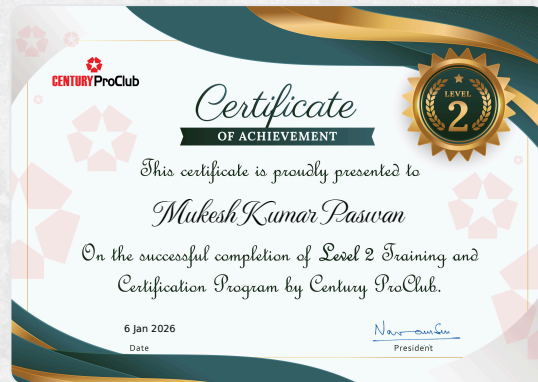 CENTURY ProClub
Certificate
OF ACHIEVEMENT
LEVEL
2
This certificate is proudly presented to
Mukesh Kumar Paswan
On the successful completion of Level 2 Training and
Certification Program by Century ProClub.
6 Jan 2026
Date
President